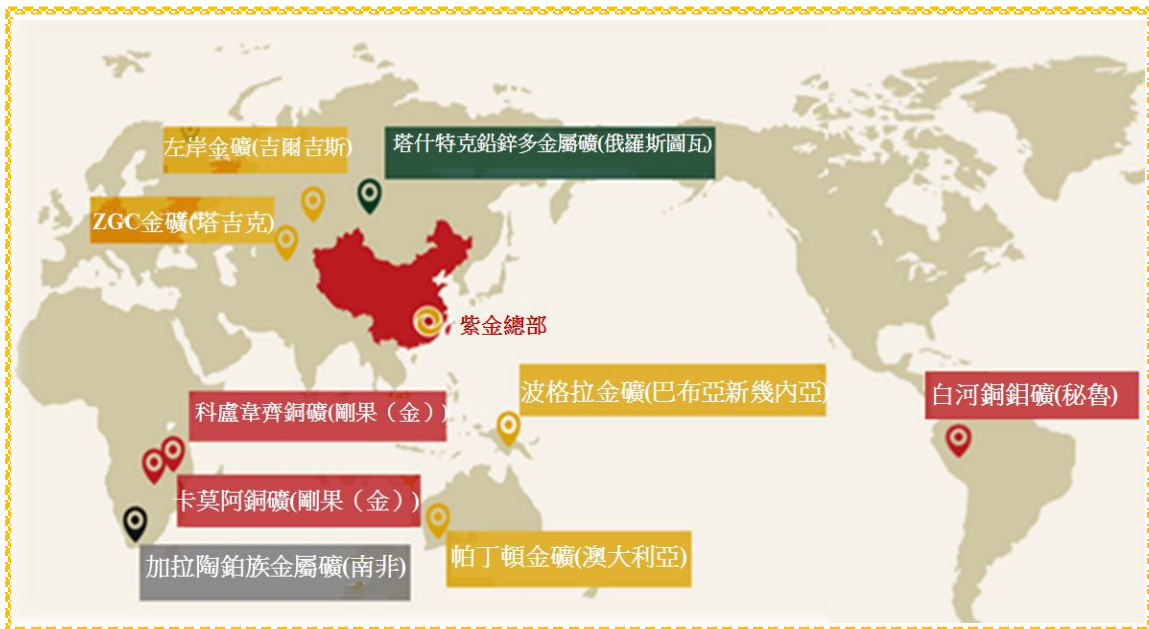 左岸金礦(吉爾吉斯)
塔什特克鉛鋅多金屬礦(俄羅斯圖瓦)
ZGC金礦(塔吉克)
紫金總部
波格拉金礦(巴布亞新幾內亞)
白河銅鉬礦(秘魯)
科盧韋齊銅礦(剛果（金）)
卡莫阿銅礦(剛果（金）)
帕丁頓金礦(澳大利亞)
加拉陶鉑族金屬礦(南非)